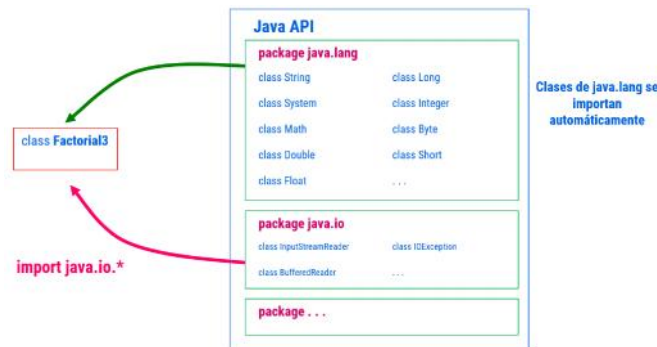 Java API
package java.lang
class String class Long
class System class Integer
class Math class Byte
class Double class Short
class Float . . .
Clases de java.lang se
importan
automáticamente
class Factorial3
package java.io
class InputStreamReader class IOException
class BufferedReader ...
import java.io.*
package . . .